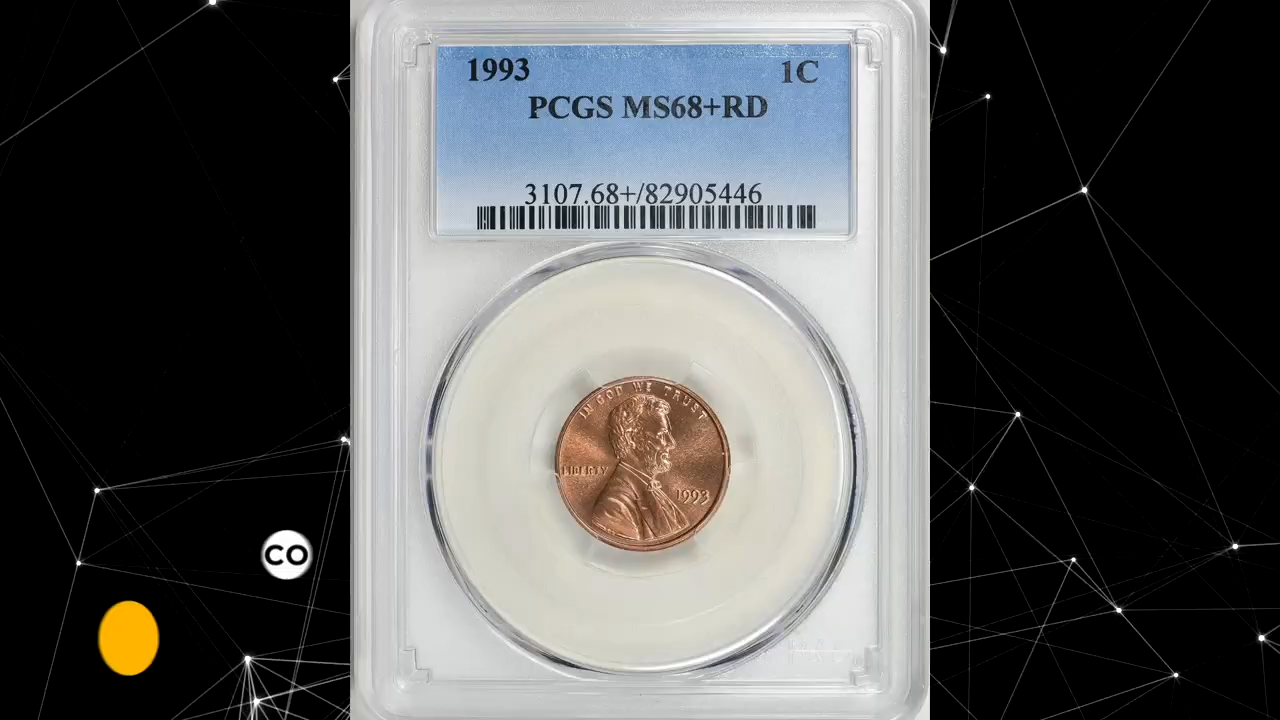 1993 1C
PCGS MS68+RD
3107.68+/82905446
IN GOD WE TRUST
LIBERTY
1993
CO